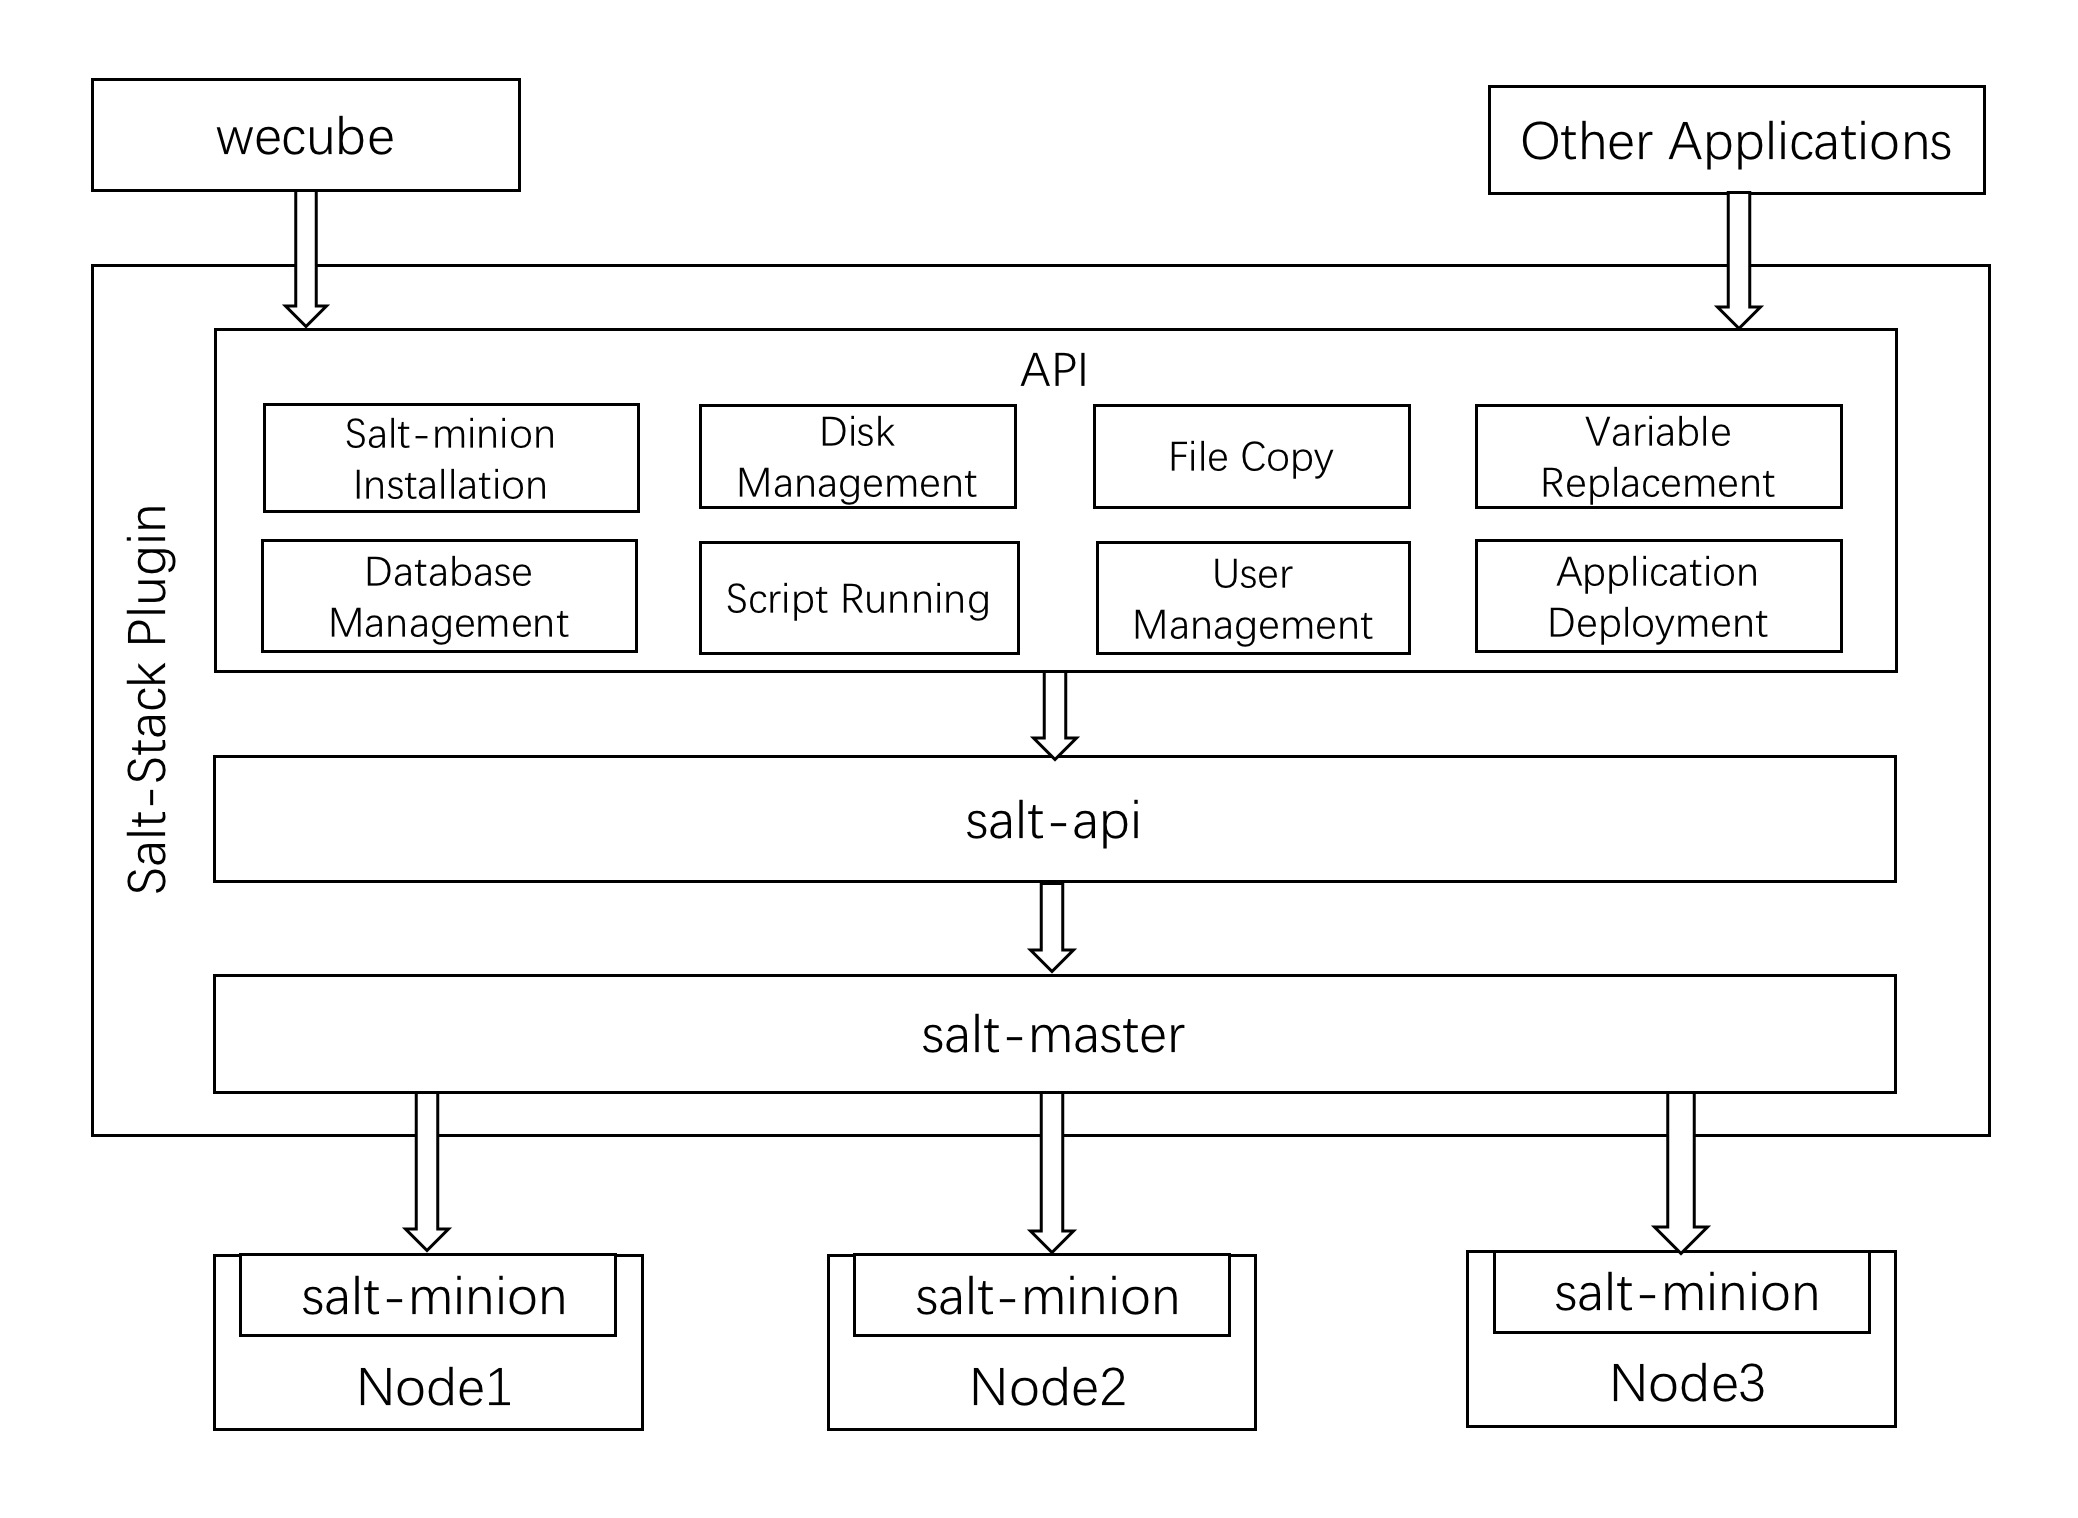 wecube
Other Applications
Salt-Stack Plugin
API
Salt-minion
Installation
Disk
Management
File Copy
Variable
Replacement
Database
Management
Script Running
User
Management
Application
Deployment
salt-api
salt-master
salt-minion
Node1
salt-minion
Node2
salt-minion
Node3